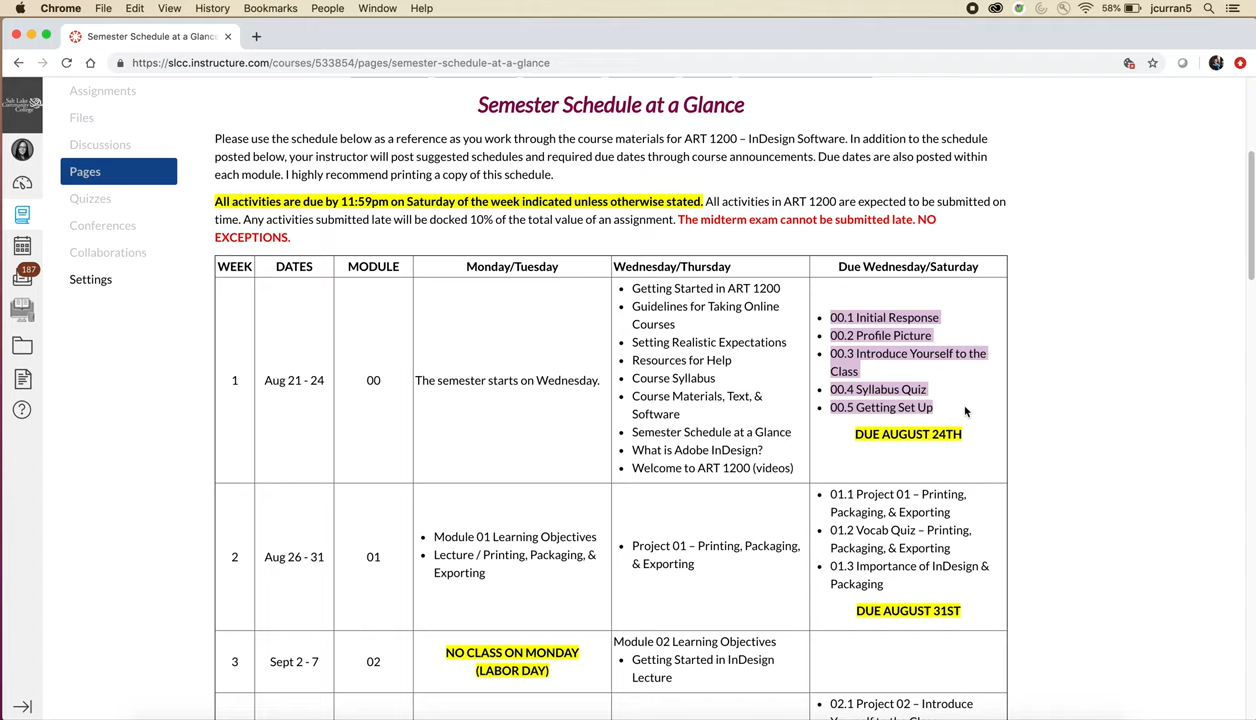 Chrome File Edit View History Bookmarks People Window Help 58% jcurran5
Semester Schedule at a Glance
https://slcc.instructure.com/courses/533854/pages/semester-schedule-at-a-glance
Salt Lake
Community
College
Assignments
Files
Discussions
Pages
Quizzes
Conferences
Collaborations
Settings
187
Semester Schedule at a Glance
Please use the schedule below as a reference as you work through the course materials for ART 1200 – InDesign Software. In addition to the schedule
posted below, your instructor will post suggested schedules and required due dates through course announcements. Due dates are also posted within
each module. I highly recommend printing a copy of this schedule.
All activities are due by 11:59pm on Saturday of the week indicated unless otherwise stated. All activities in ART 1200 are expected to be submitted on
time. Any activities submitted late will be docked 10% of the total value of an assignment. The midterm exam cannot be submitted late. NO
EXCEPTIONS.
WEEK DATES MODULE Monday/Tuesday Wednesday/Thursday Due Wednesday/Saturday
1
Aug 21 - 24
00
The semester starts on Wednesday.
• Getting Started in ART 1200
• Guidelines for Taking Online
Courses
• Setting Realistic Expectations
• Resources for Help
• Course Syllabus
• Course Materials, Text, &
Software
• Semester Schedule at a Glance
• What is Adobe InDesign?
• Welcome to ART 1200 (videos)
• 00.1 Initial Response
• 00.2 Profile Picture
• 00.3 Introduce Yourself to the
Class
• 00.4 Syllabus Quiz
• 00.5 Getting Set Up
DUE AUGUST 24TH
2
Aug 26 - 31
01
• Module 01 Learning Objectives
• Lecture / Printing, Packaging, &
Exporting
• Project 01 – Printing, Packaging,
& Exporting
• 01.1 Project 01 – Printing,
Packaging, & Exporting
• 01.2 Vocab Quiz – Printing,
Packaging, & Exporting
• 01.3 Importance of InDesign &
Packaging
DUE AUGUST 31ST
3
Sept 2 - 7
02
NO CLASS ON MONDAY
(LABOR DAY)
Module 02 Learning Objectives
• Getting Started in InDesign
Lecture
• 02.1 Project 02 – Introduce
Yourself to the Class